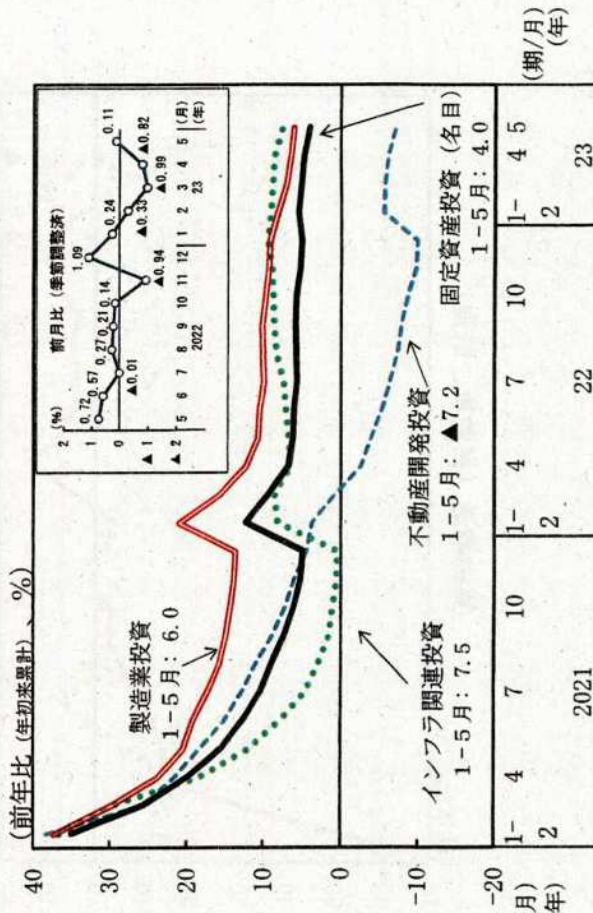 (前年比（年初来累計）、%)
40
30
20
10
0
-10
-20
前月比（季節調整済）
(%)
2
1
0
▲ 1
▲ 2
0.72
0.57
▲0.01
0.27
0.21
0.14
▲0.94
1.09
0.24
▲0.33
▲0.99
▲0.82
0.11
5 6 7 8 9 10 11 12 1 2 3 4 5 (月)
2022 23 (年)
製造業投資
1-5月: 6.0
インフラ関連投資
1-5月: 7.5
不動産開発投資
1-5月: ▲7.2
固定資産投資（名目）
1-5月: 4.0
月) 1-2 4 7 10 1-2 4 7 10 1-2 4 5 (期/月)
年) 2021 22 23 (年)